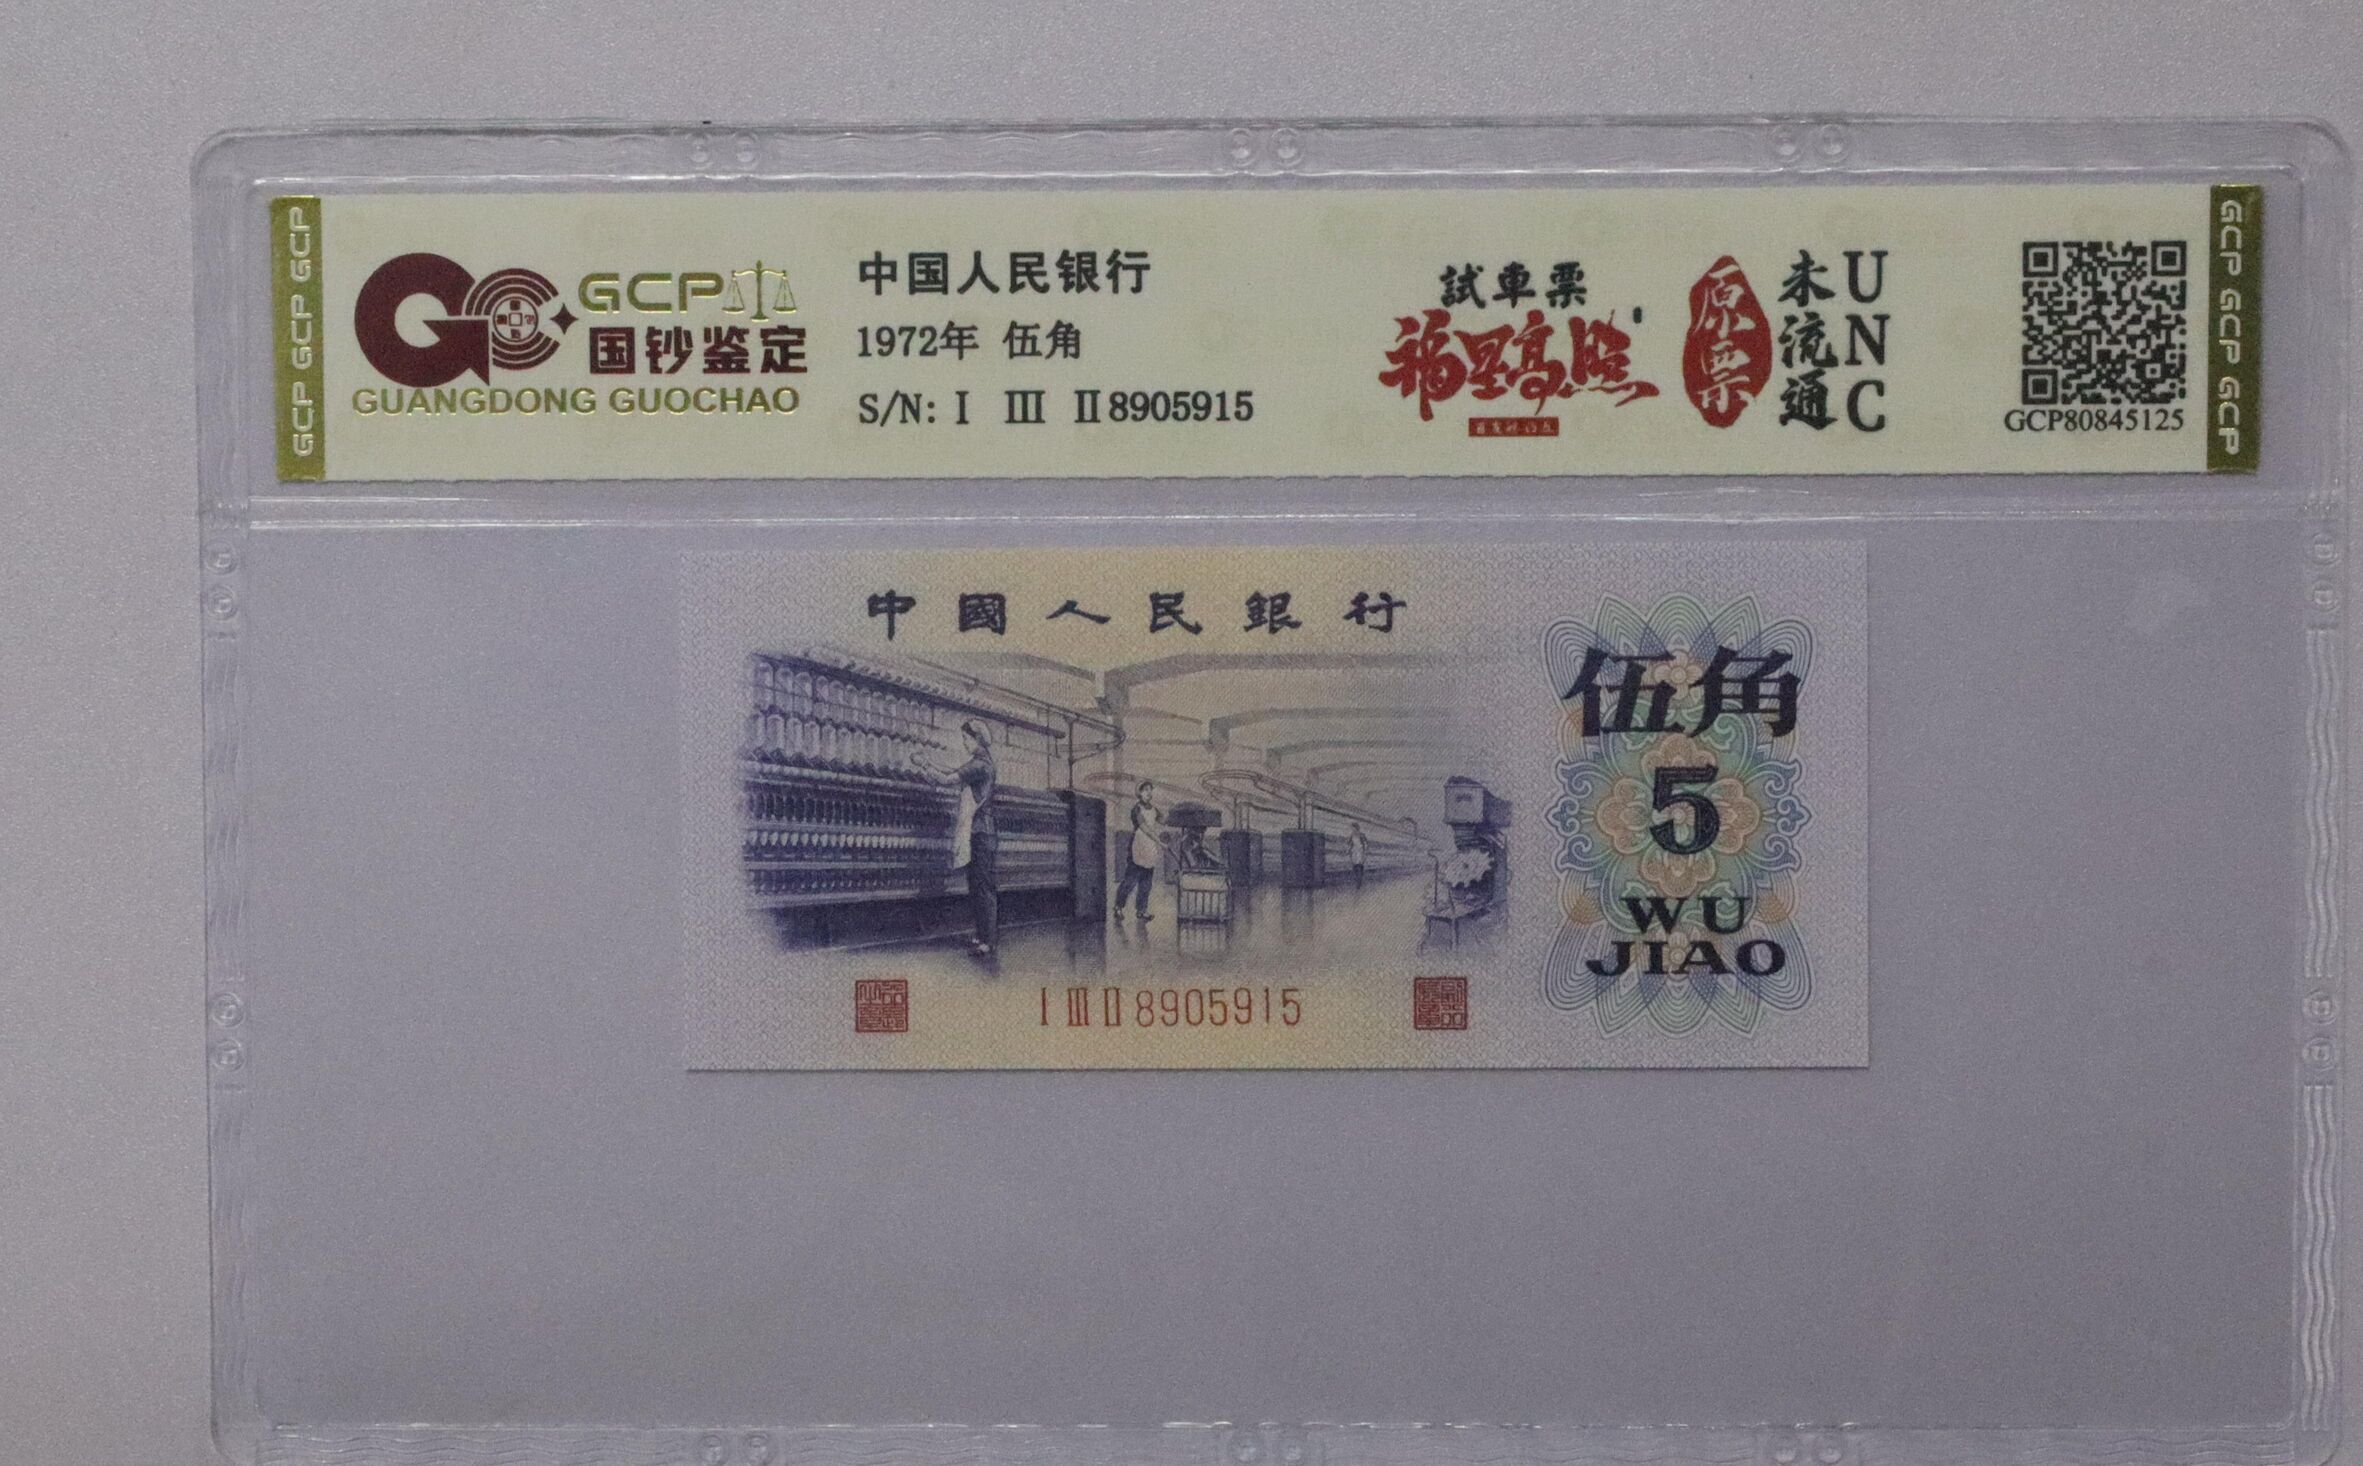 GCP GCP GCP
GCP
国钞鉴定
GUANGDONG GUOCHAO
中国人民银行
1972年 伍角
S/N: I III II 8905915
試車票
福星高照
原票
未流通
UNC
GCP80845125
GCP GCP GCP
中國人民銀行
伍角
5
WU
JIAO
I III II 8905915